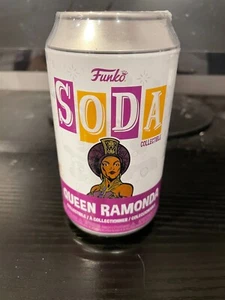 Funko
SODA
COLLECTIBLE
QUEEN RAMONDA